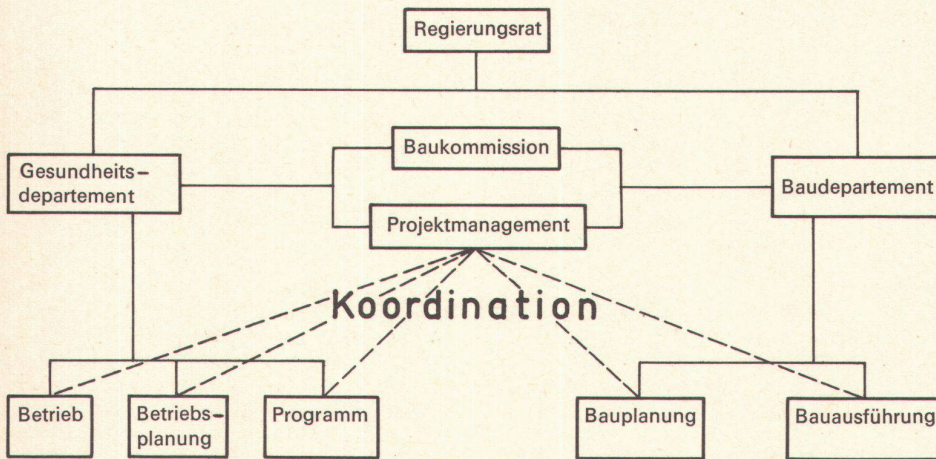 Regierungsrat
Baukommission
Gesundheits-
departement
Baudepartement
Projektmanagement
Koordination
Betrieb
Betriebs-
planung
Programm
Bauplanung
Bauausführung